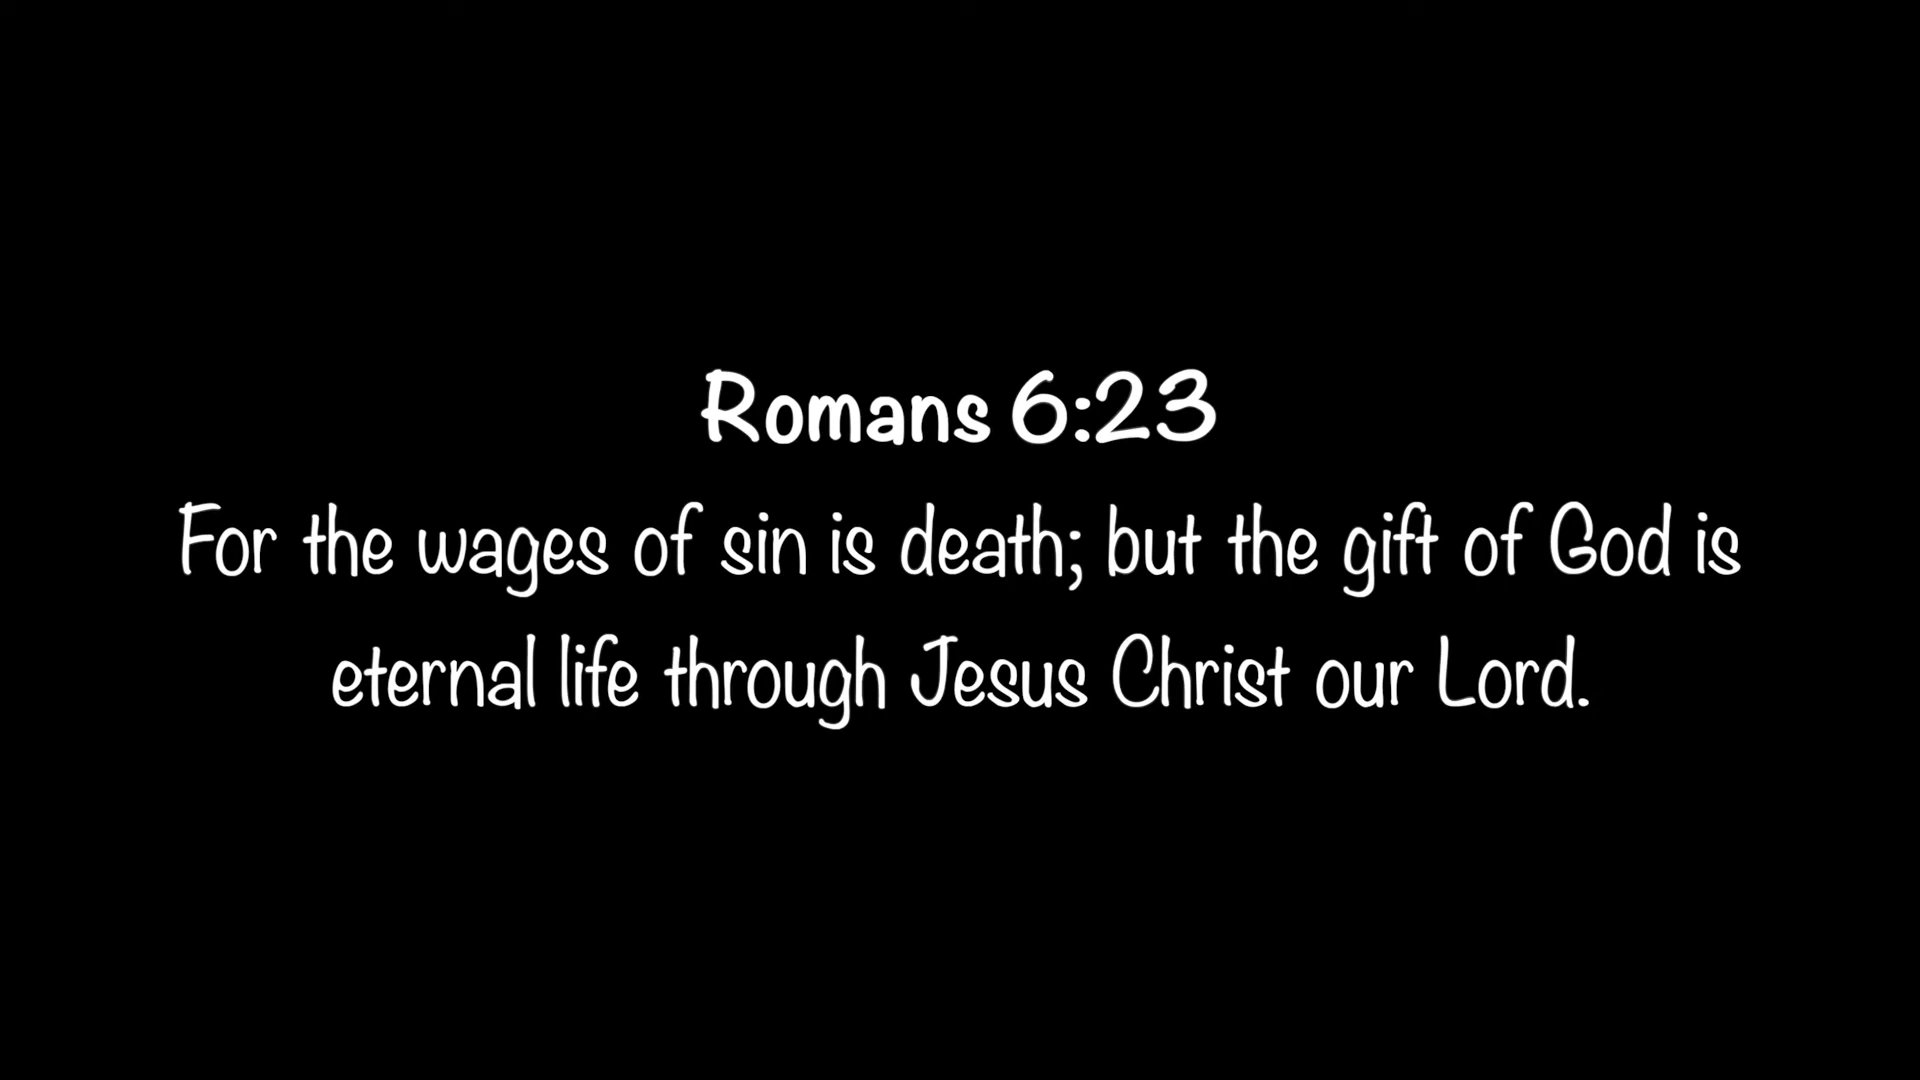 Romans 6:23
For the wages of sin is death; but the gift of God is
eternal life through Jesus Christ our Lord.